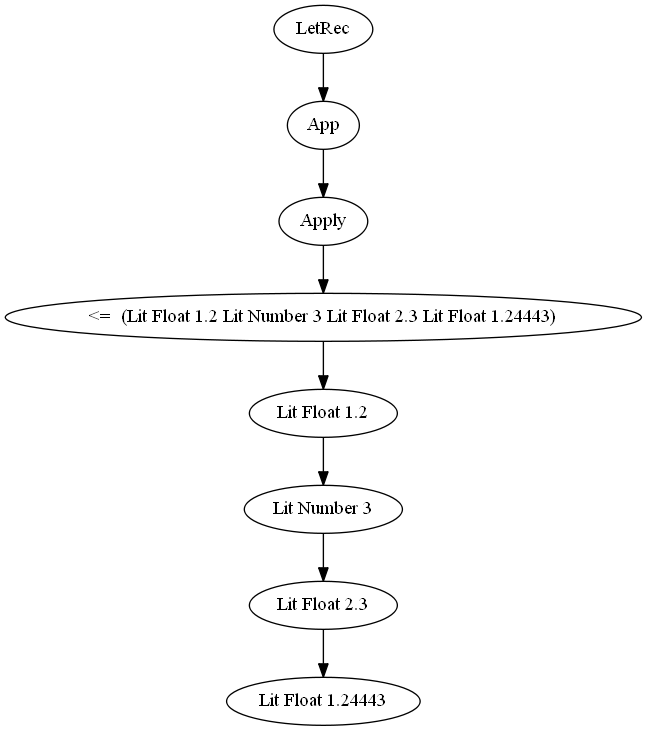 LetRec
App
Apply
<= (Lit Float 1.2 Lit Number 3 Lit Float 2.3 Lit Float 1.24443)
Lit Float 1.2
Lit Number 3
Lit Float 2.3
Lit Float 1.24443